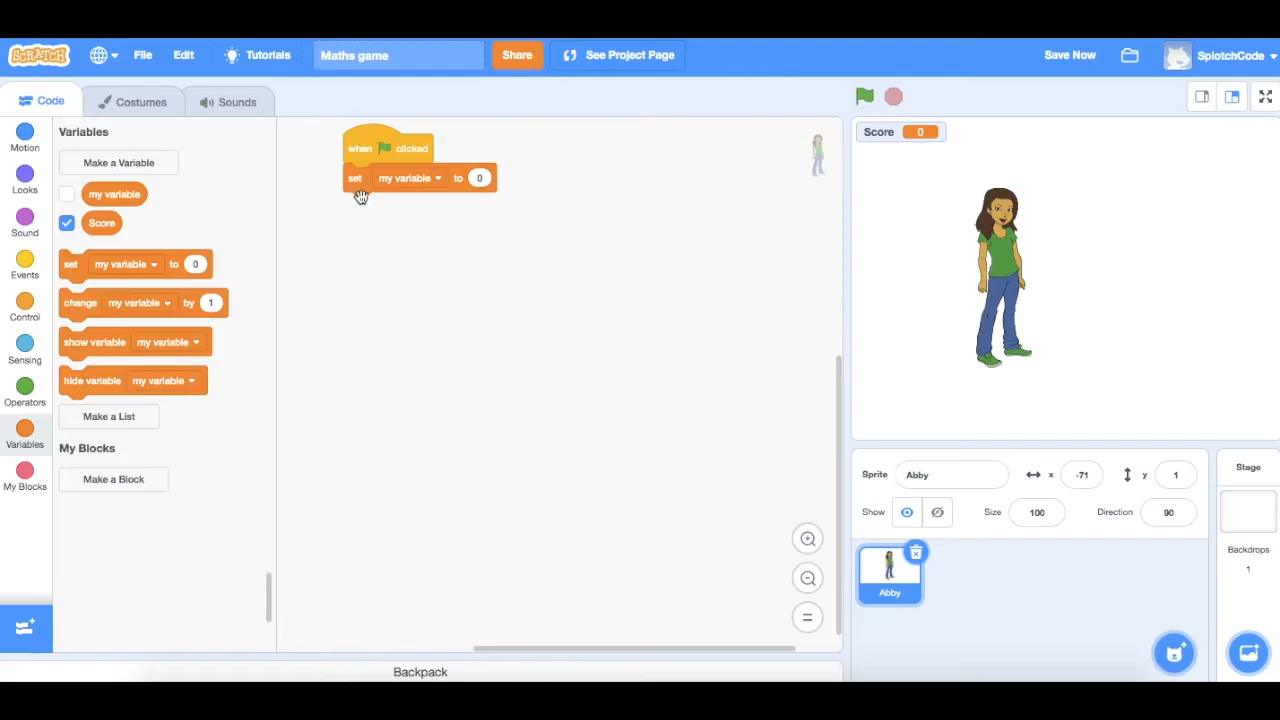 SCRATCH File Edit Tutorials Maths game Share See Project Page Save Now SplotchCode
Code Costumes Sounds
Motion
Looks
Sound
Events
Control
Sensing
Operators
Variables
My Blocks
Variables
Make a Variable
my variable
Score
set my variable to 0
change my variable by 1
show variable my variable
hide variable my variable
Make a List
My Blocks
Make a Block
when clicked
set my variable to 0
Backpack
Score 0
Sprite Abby x -71 y 1
Show Size 100 Direction 90
Abby
Stage
Backdrops
1